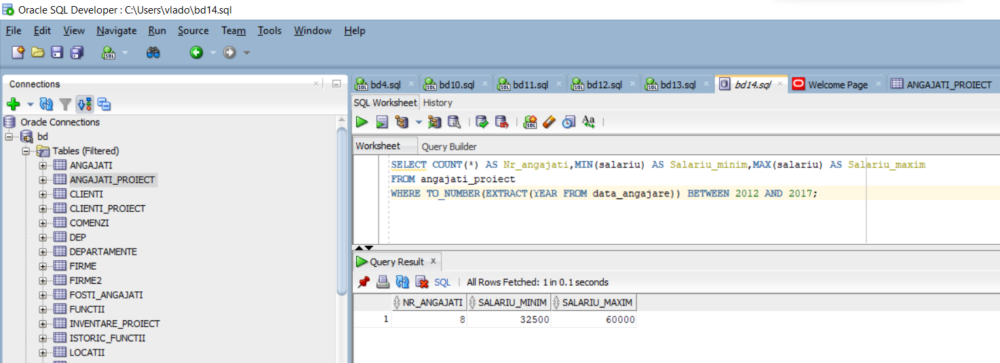 Oracle SQL Developer : C:\Users\vlado\bd14.sql
File Edit View Navigate Run Source Team Tools Window Help
Connections
Oracle Connections
bd
Tables (Filtered)
ANGAJATI
ANGAJATI_PROIECT
CLIENTI
CLIENTI_PROIECT
COMENZI
DEP
DEPARTAMENTE
FIRME
FIRME2
FOSTI_ANGAJATI
FUNCTII
INVENTARE_PROIECT
ISTORIC_FUNCTII
LOCATII
bd4.sql bd10.sql bd11.sql bd12.sql bd13.sql bd14.sql Welcome Page ANGAJATI_PROIECT
SQL Worksheet History
Worksheet Query Builder
SELECT COUNT(*) AS Nr_angajati,MIN(salariu) AS Salariu_minim,MAX(salariu) AS Salariu_maxim
FROM angajati_proiect
WHERE TO_NUMBER(EXTRACT(YEAR FROM data_angajare)) BETWEEN 2012 AND 2017;
Query Result x
SQL | All Rows Fetched: 1 in 0.1 seconds
NR_ANGAJATI SALARIU_MINIM SALARIU_MAXIM
1 8 32500 60000